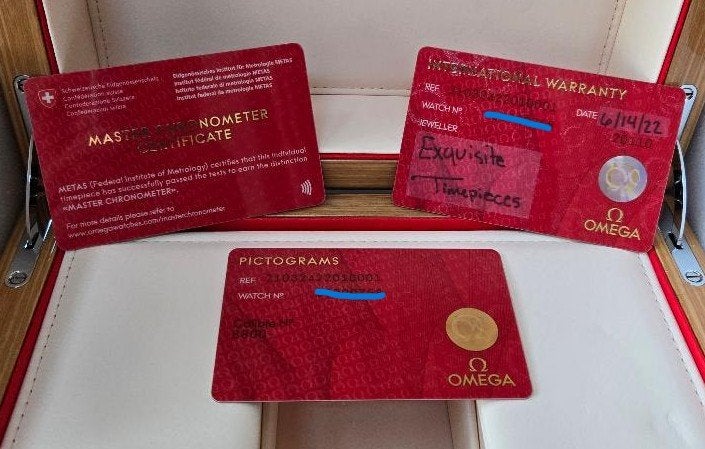 Schweizerische Eidgenossenschaft
Confédération suisse
Confederazione Svizzera
Confederaziun svizra
Eidgenössisches Institut für Metrologie METAS
Institut fédéral de métrologie METAS
Istituto federale di metrologia METAS
Institut federal da metrologia METAS
MASTER CHRONOMETER
CERTIFICATE
METAS (Federal Institute of Metrology) certifies that this individual
timepiece has successfully passed the tests to earn the distinction
«MASTER CHRONOMETER».
For more details please refer to
www.omegawatches.com/masterchronometer
INTERNATIONAL WARRANTY
REF.
WATCH Nº
DATE 6/14/22
JEWELLER
Exquisite
Timepieces
Ω
OMEGA
PICTOGRAMS
REF. 21032422001001
WATCH Nº
Calibre nr.
8800
Ω
OMEGA